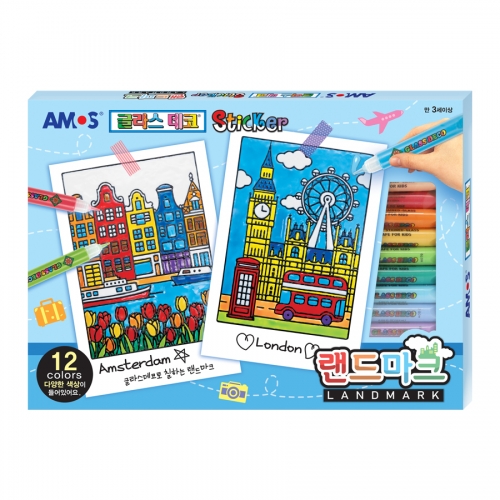 AMOS 글라스 데코 Sticker
만 3세이상
Amsterdam
글라스데코로 칠하는 랜드마크
London
12
colors
다양한 색상이
들어있어요.
랜드마크
LANDMARK
AMOS